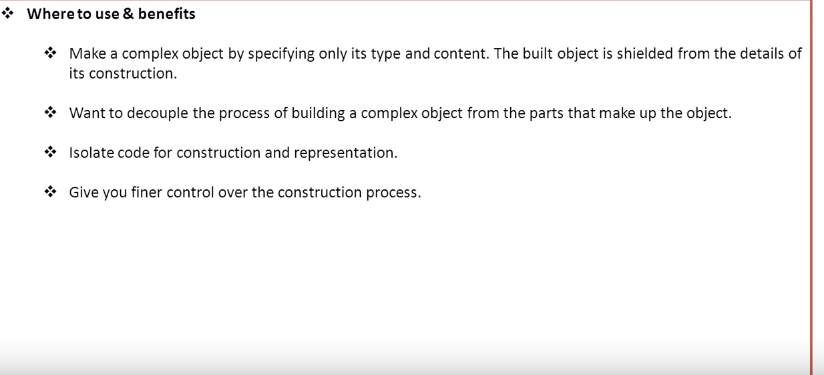 ❖ Where to use & benefits
❖ Make a complex object by specifying only its type and content. The built object is shielded from the details of
its construction.
❖ Want to decouple the process of building a complex object from the parts that make up the object.
❖ Isolate code for construction and representation.
❖ Give you finer control over the construction process.